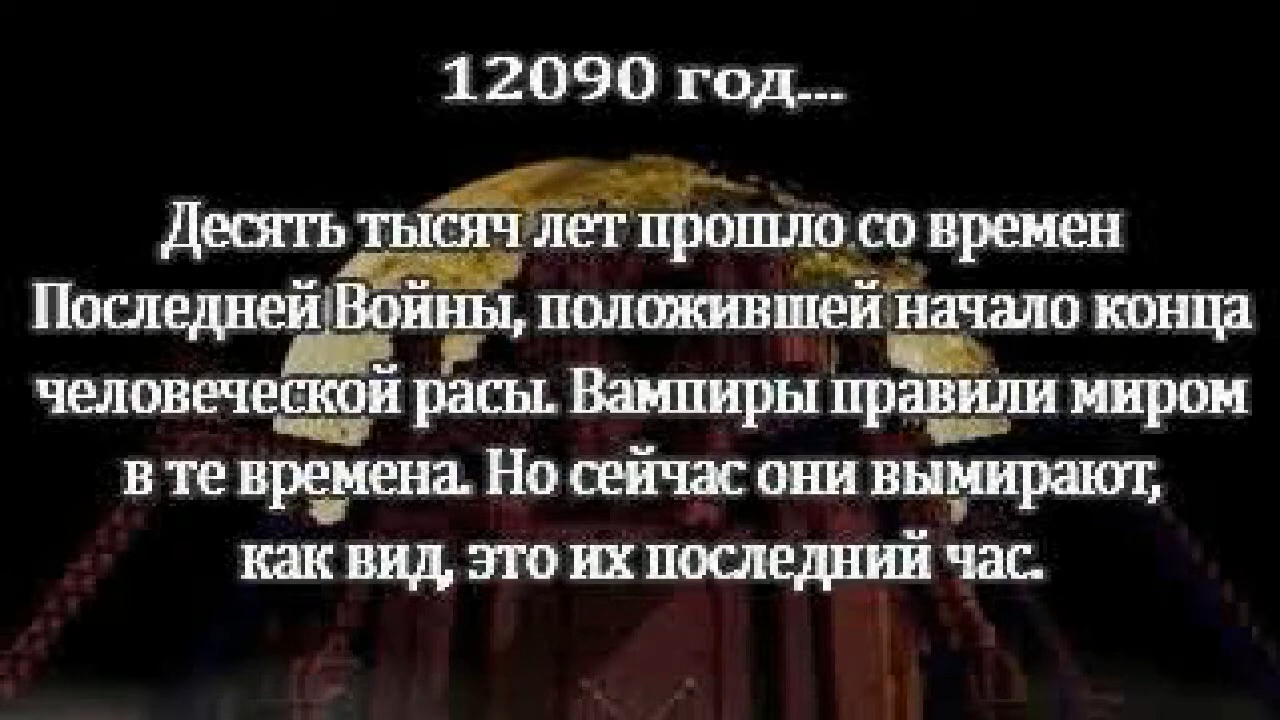 12090 год...
Десять тысяч лет прошло со времен
Последней Войны, положившей начало конца
человеческой расы. Вампиры правили миром
в те времена. Но сейчас они вымирают,
как вид, это их последний час.